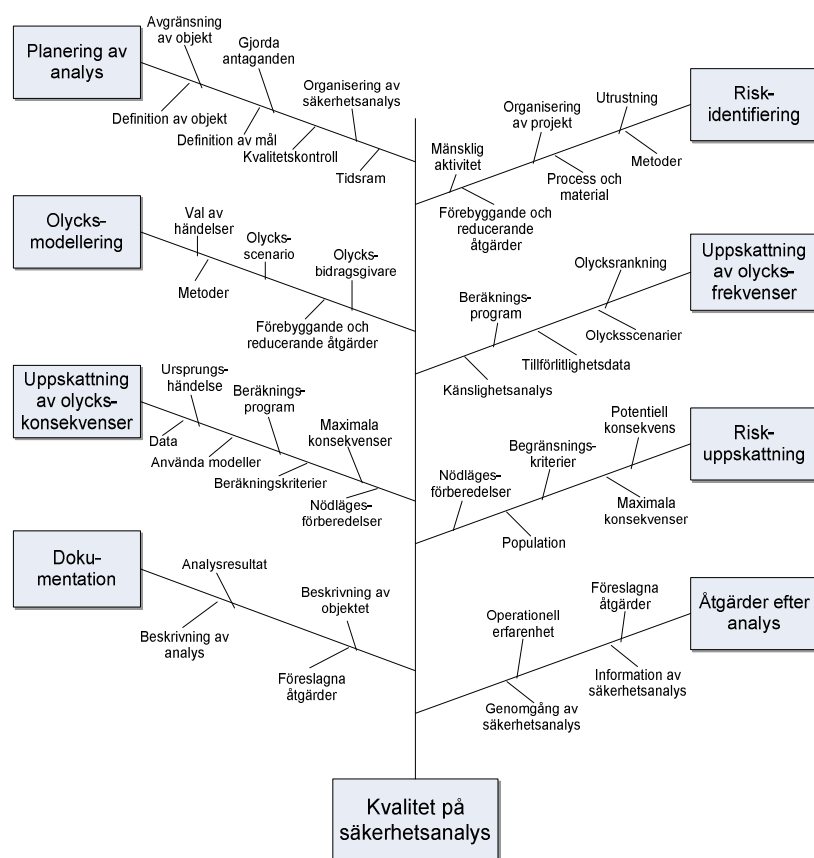 Planering av
analys
Avgränsning
av objekt
Gjorda
antaganden
Organisering av
säkerhetsanalys
Definition av objekt
Definition av mål
Kvalitetskontroll
Tidsram
Risk-
identifiering
Utrustning
Organisering
av projekt
Mänsklig
aktivitet
Metoder
Process och
material
Förebyggande och
reducerande
åtgärder
Olycks-
modellering
Val av
händelser
Olycks-
scenario
Olycks-
bidragsgivare
Metoder
Förebyggande och
reducerande åtgärder
Uppskattning
av olycks-
frekvenser
Olycksrankning
Beräknings-
program
Olycksscenarier
Tillförlitlighetsdata
Känslighetsanalys
Uppskattning
av olycks-
konsekvenser
Ursprungs-
händelse
Beräknings-
program
Maximala
konsekvenser
Data
Använda modeller
Beräkningskriterier
Nödläges-
förberedelser
Risk-
uppskattning
Potentiell
konsekvens
Begränsnings-
kriterier
Nödläges-
förberedelser
Maximala
konsekvenser
Population
Doku-
mentation
Analysresultat
Beskrivning av
objektet
Beskrivning av
analys
Föreslagna
åtgärder
Åtgärder efter
analys
Föreslagna
åtgärder
Operationell
erfarenhet
Information av
säkerhetsanalys
Genomgång av
säkerhetsanalys
Kvalitet på
säkerhetsanalys